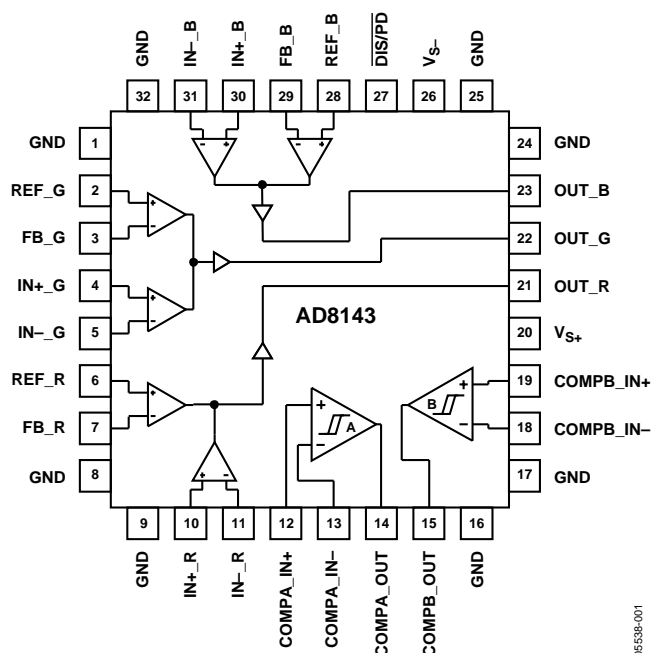 GND
IN–_B
IN+_B
FB_B
REF_B
DIS/PD
VS–
GND
32
31
30
29
28
27
26
25
GND 1
REF_G 2
FB_G 3
IN+_G 4
IN–_G 5
REF_R 6
FB_R 7
GND 8
24 GND
23 OUT_B
22 OUT_G
21 OUT_R
20 VS+
19 COMPB_IN+
18 COMPB_IN–
17 GND
- + - +
+
-
+
-
AD8143
+
-
+ -
+
-
A
+
-
B
9
10
11
12
13
14
15
16
GND
IN+_R
IN–_R
COMPA_IN+
COMPA_IN–
COMPA_OUT
COMPB_OUT
GND
05538-001